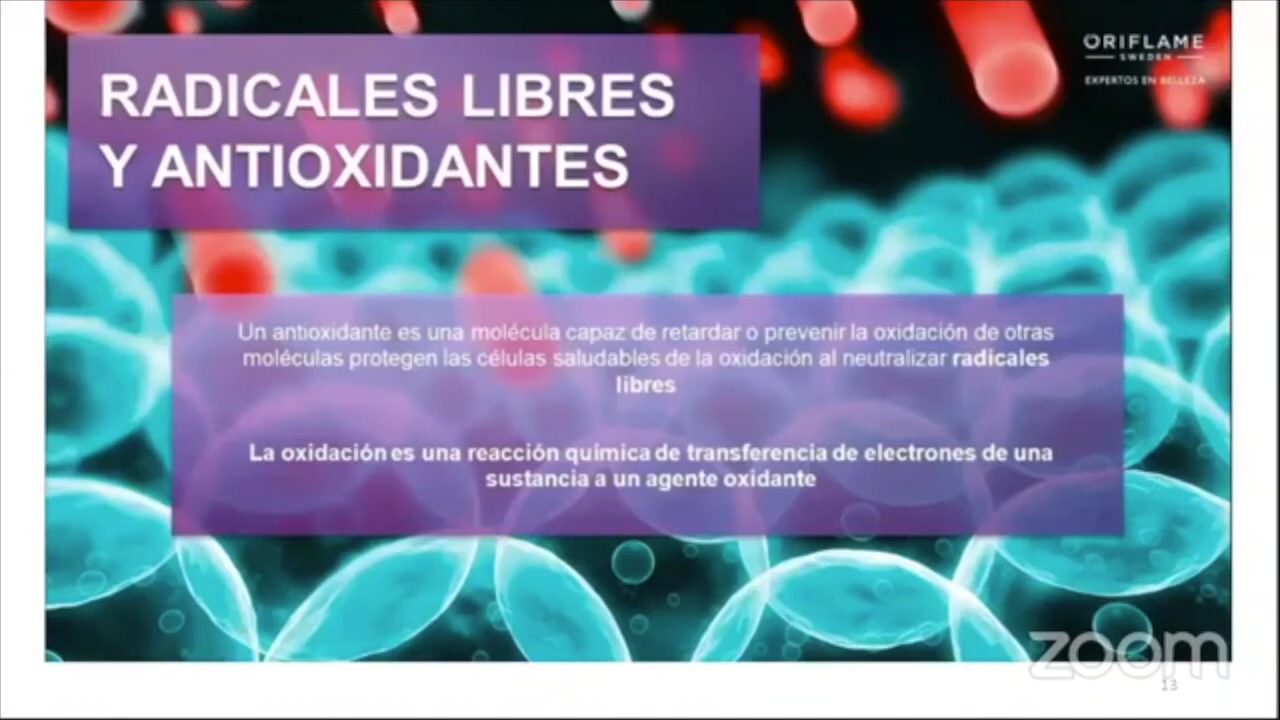 RADICALES LIBRES
Y ANTIOXIDANTES
ORIFLAME
SWEDEN
EXPERTOS EN BELLEZA
Un antioxidante es una molécula capaz de retardar o prevenir la oxidación de otras
moléculas protegen las células saludables de la oxidación al neutralizar radicales
libres
La oxidación es una reacción química de transferencia de electrones de una
sustancia a un agente oxidante
zoom
13